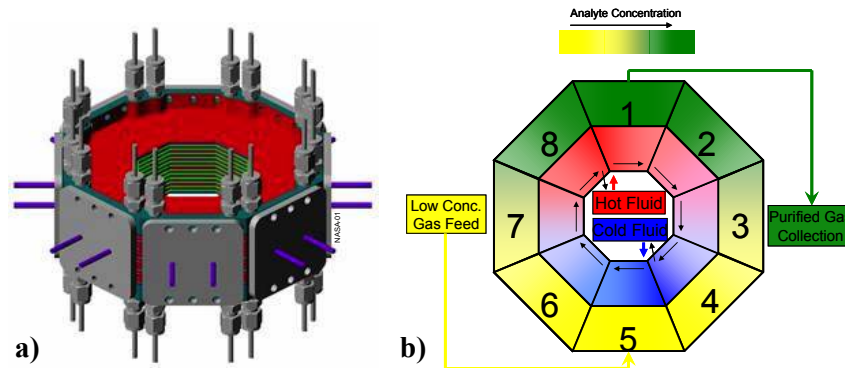 NASA-01
a)
Analyte Concentration
1
2
3
4
5
6
7
8
Hot Fluid
Cold Fluid
Low Conc.
Gas Feed
Purified Ga
Collection
b)